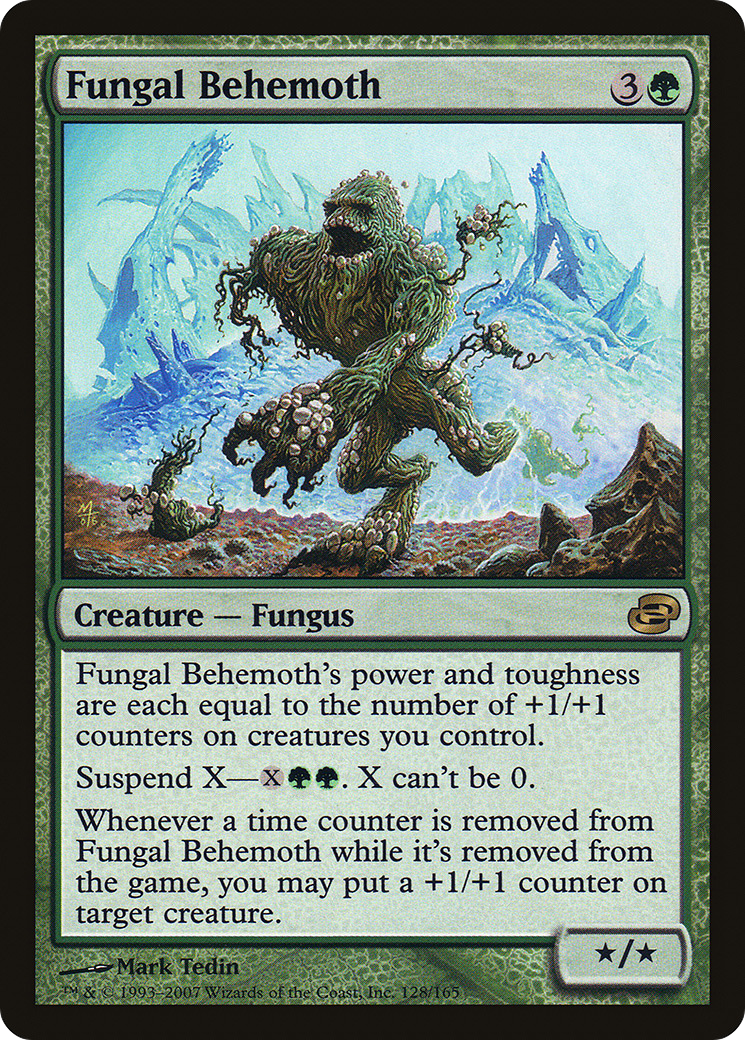 Fungal Behemoth 3
Creature — Fungus
Fungal Behemoth's power and toughness
are each equal to the number of +1/+1
counters on creatures you control.
Suspend X—X. X can't be 0.
Whenever a time counter is removed from
Fungal Behemoth while it's removed from
the game, you may put a +1/+1 counter on
target creature.
★/★
Mark Tedin
™ & © 1993–2007 Wizards of the Coast, Inc. 128/165